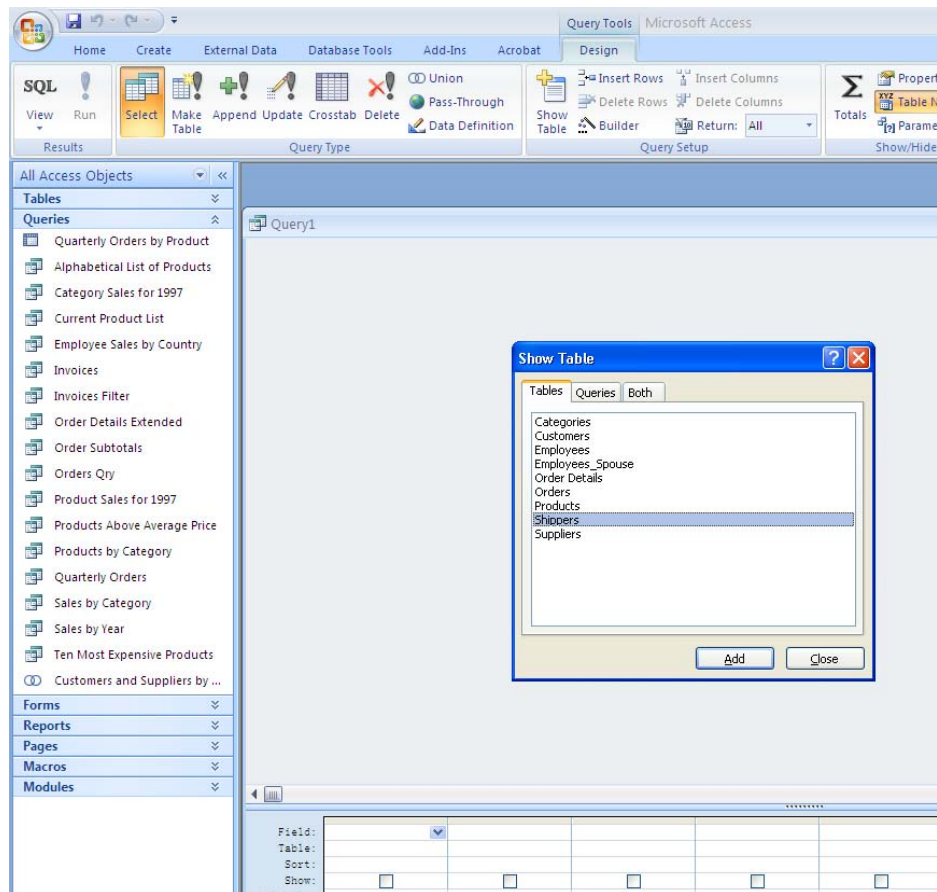 Query Tools Microsoft Access
Home Create External Data Database Tools Add-Ins Acrobat Design
SQL
View
Run
Results
Select
Make Table
Append
Update
Crosstab
Delete
Union
Pass-Through
Data Definition
Query Type
Show Table
Insert Rows
Delete Rows
Builder
Insert Columns
Delete Columns
Return: All
Query Setup
Σ
Totals
Propert
XYZ Table N
Parame
Show/Hide
All Access Objects
Tables
Queries
Quarterly Orders by Product
Alphabetical List of Products
Category Sales for 1997
Current Product List
Employee Sales by Country
Invoices
Invoices Filter
Order Details Extended
Order Subtotals
Orders Qry
Product Sales for 1997
Products Above Average Price
Products by Category
Quarterly Orders
Sales by Category
Sales by Year
Ten Most Expensive Products
Customers and Suppliers by ...
Forms
Reports
Pages
Macros
Modules
Query1
Show Table
Tables Queries Both
Categories
Customers
Employees
Employees_Spouse
Order Details
Orders
Products
Shippers
Suppliers
Add Close
Field:
Table:
Sort:
Show: